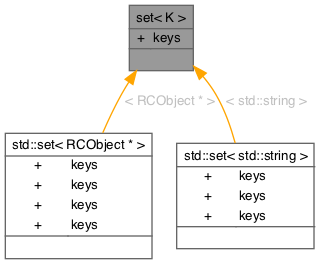 set< K >
+ keys
< RCObject * >
< std::string >
std::set< RCObject * >
+ keys
+ keys
+ keys
+ keys
std::set< std::string >
+ keys
+ keys
+ keys